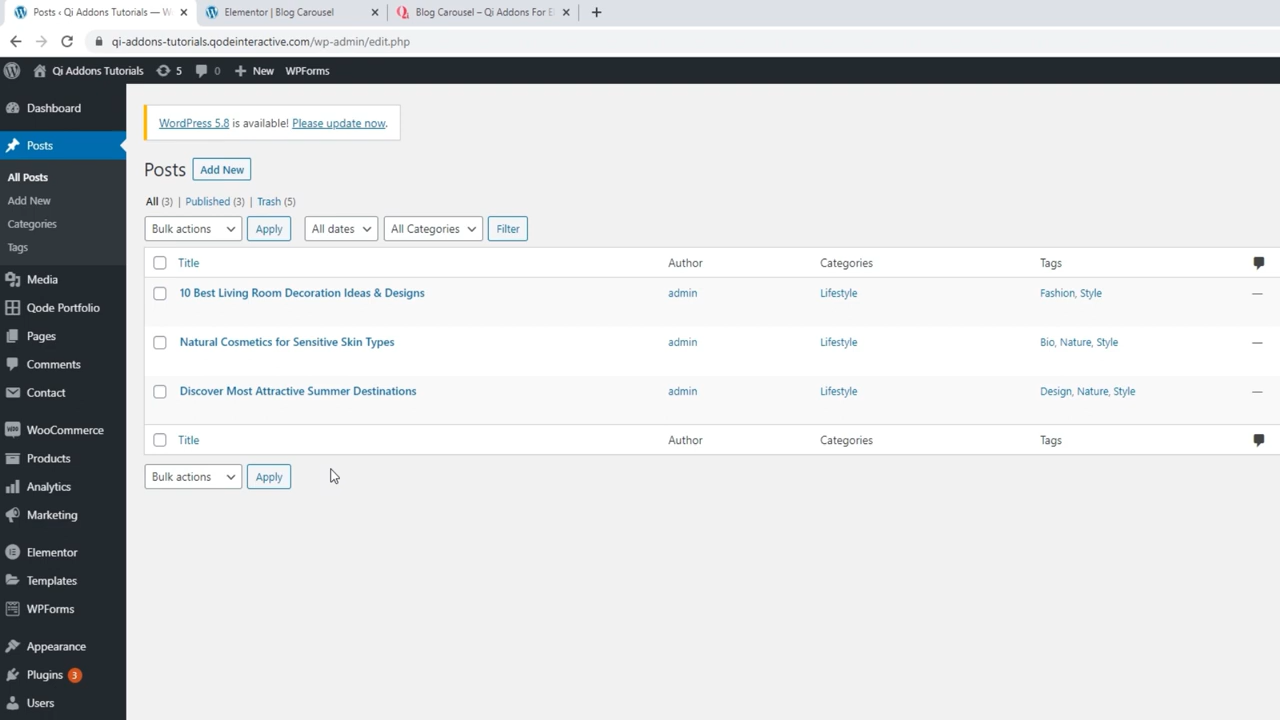 Posts ‹ Qi Addons Tutorials — W
Elementor | Blog Carousel
Blog Carousel – Qi Addons For E
qi-addons-tutorials.qodeinteractive.com/wp-admin/edit.php
Qi Addons Tutorials 5 0 New WPForms
Dashboard
Posts
All Posts
Add New
Categories
Tags
Media
Qode Portfolio
Pages
Comments
Contact
WooCommerce
Products
Analytics
Marketing
Elementor
Templates
WPForms
Appearance
Plugins 3
Users
WordPress 5.8 is available! Please update now.
Posts Add New
All (3) | Published (3) | Trash (5)
Bulk actions Apply All dates All Categories Filter
Title Author Categories Tags
10 Best Living Room Decoration Ideas & Designs admin Lifestyle Fashion, Style —
Natural Cosmetics for Sensitive Skin Types admin Lifestyle Bio, Nature, Style —
Discover Most Attractive Summer Destinations admin Lifestyle Design, Nature, Style —
Title Author Categories Tags
Bulk actions Apply